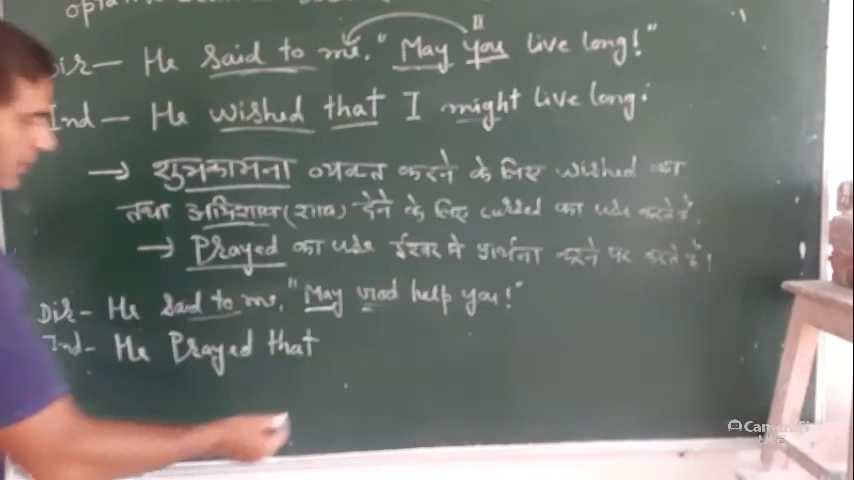 Dir— He said to me, "May you live long!" II
Ind— He wished that I might live long.
→ शुभकामना व्यक्त करने के लिए wished का
तथा अभिशाप (शाप) देने के लिए cursed का use करते हैं,
→ Prayed का use ईश्वर से प्रार्थना करने पर करते हैं।
Dir- He said to me, "May God help you!"
Ind- He Prayed that